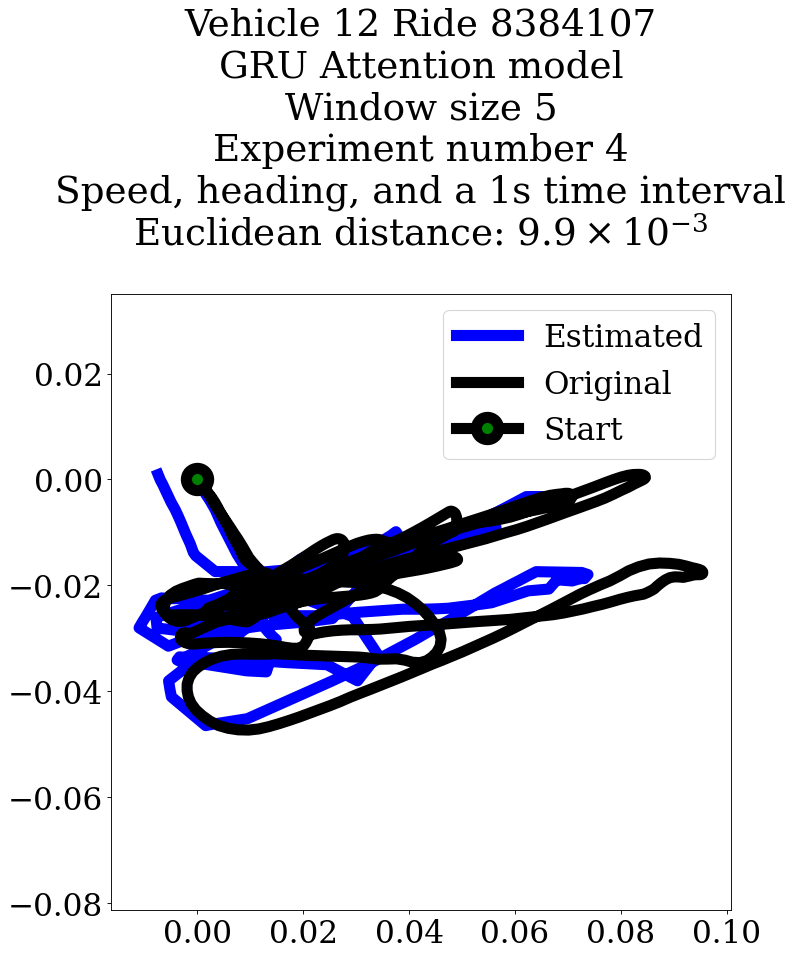 Vehicle 12 Ride 8384107
GRU Attention model
Window size 5
Experiment number 4
Speed, heading, and a 1s time interval
Euclidean distance: 9.9 × 10⁻³
Estimated
Original
Start
0.02
0.00
−0.02
−0.04
−0.06
−0.08
0.00 0.02 0.04 0.06 0.08 0.10